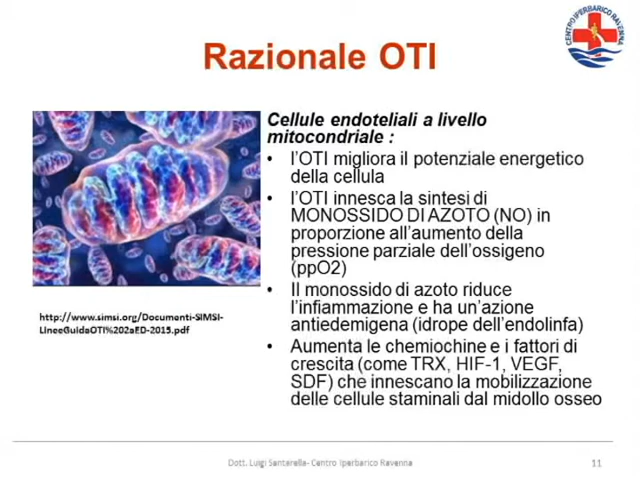 Razionale OTI
CENTRO IPERBARICO RAVENNA
Cellule endoteliali a livello
mitocondriale :
• l’OTI migliora il potenziale energetico
della cellula
• l’OTI innesca la sintesi di
MONOSSIDO DI AZOTO (NO) in
proporzione all’aumento della
pressione parziale dell’ossigeno
(ppO2)
• Il monossido di azoto riduce
l’infiammazione e ha un’azione
antiedemigena (idrope dell’endolinfa)
• Aumenta le chemiochine e i fattori di
crescita (come TRX, HIF-1, VEGF,
SDF) che innescano la mobilizzazione
delle cellule staminali dal midollo osseo
http://www.simsi.org/Documenti-SIMSI-
LineeGuidaOTI%202aED-2015.pdf
Dott. Luigi Santarella- Centro Iperbarico Ravenna
11